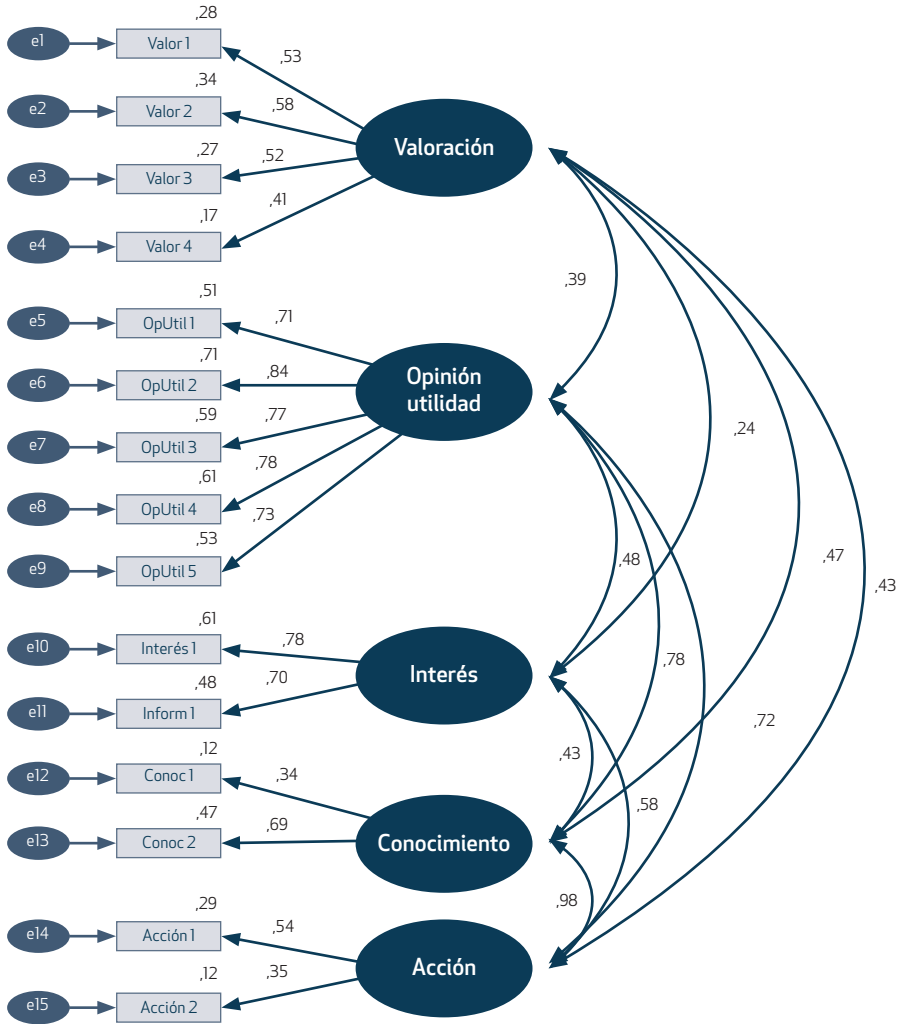 ,28
e1
Valor 1
,53
,34
e2
Valor 2
,58
Valoración
,27
e3
Valor 3
,52
,17
e4
Valor 4
,41
,39
,51
e5
OpUtil 1
,71
,71
e6
OpUtil 2
,84
Opinión
utilidad
,59
e7
OpUtil 3
,77
,24
,61
e8
OpUtil 4
,78
,53
e9
OpUtil 5
,73
,48
,47
,43
,61
e10
Interés 1
,78
,78
Interés
,48
e11
Inform 1
,70
,72
,12
e12
Conoc 1
,34
,43
,47
e13
Conoc 2
,69
,58
Conocimiento
,29
e14
Acción 1
,54
,98
Acción
,12
e15
Acción 2
,35